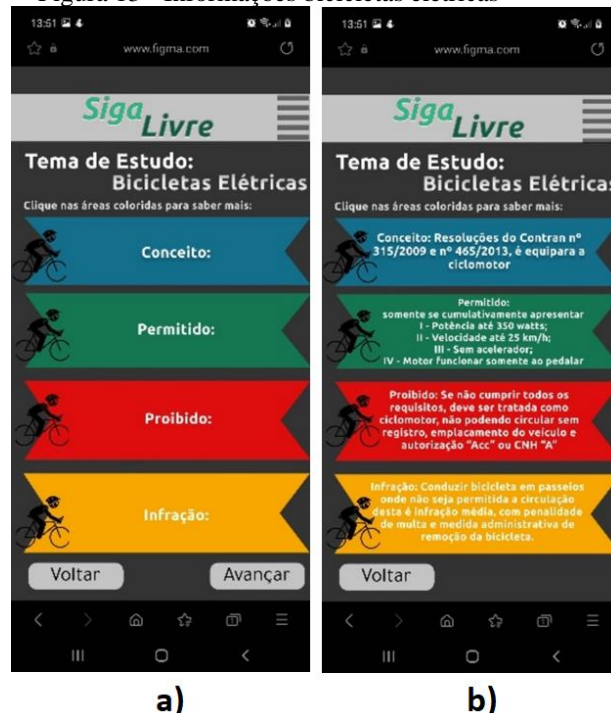 Figura - Informações bicicletas elétricas
13:51
www.figma.com
Siga
Livre
Tema de Estudo:
Bicicletas Elétricas
Clique nas áreas coloridas para saber mais:
Conceito:
Permitido:
Proibido:
Infração:
Voltar
Avançar
a)
13:51
www.figma.com
Siga
Livre
Tema de Estudo:
Bicicletas Elétricas
Clique nas áreas coloridas para saber mais:
Conceito: Resoluções do Contran nº
315/2009 e nº 465/2013, é equipara a
ciclomotor
Permitido:
somente se cumulativamente apresentar
I - Potência até 350 watts;
II - Velocidade até 25 km/h;
III - Sem acelerador;
IV - Motor funcionar somente ao pedalar
Proibido: Se não cumprir todos os
requisitos, deve ser tratada como
ciclomotor, não podendo circular sem
registro, emplacamento do veículo e
autorização "Acc" ou CNH "A"
Infração: Conduzir bicicleta em passeios
onde não seja permitida a circulação
desta é infração média, com penalidade
de multa e medida administrativa de
remoção da bicicleta.
Voltar
b)